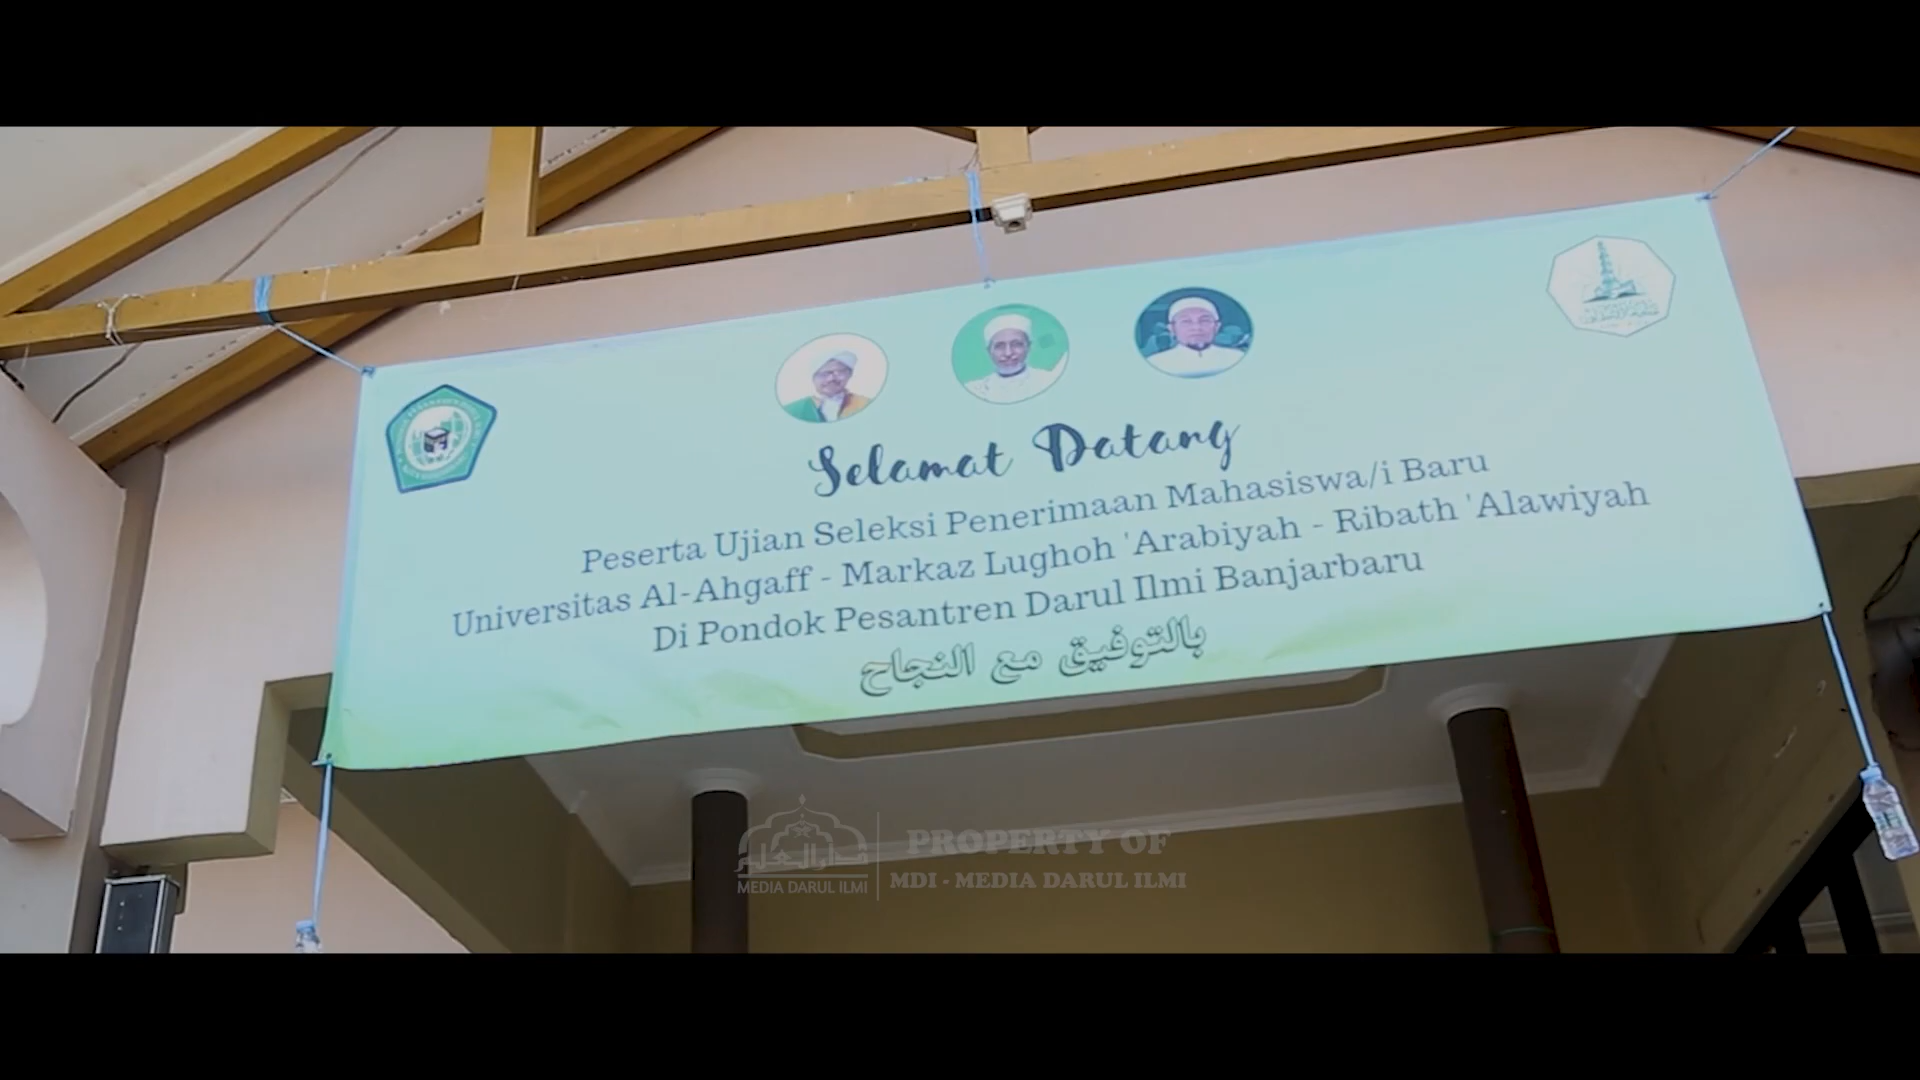 Selamat Datang
Peserta Ujian Seleksi Penerimaan Mahasiswa/i Baru
Universitas Al-Ahgaff - Markaz Lughoh 'Arabiyah - Ribath 'Alawiyah
Di Pondok Pesantren Darul Ilmi Banjarbaru
بالتوفيق مع النجاح
MEDIA DARUL ILMI
PROPERTY OF
MDI - MEDIA DARUL ILMI